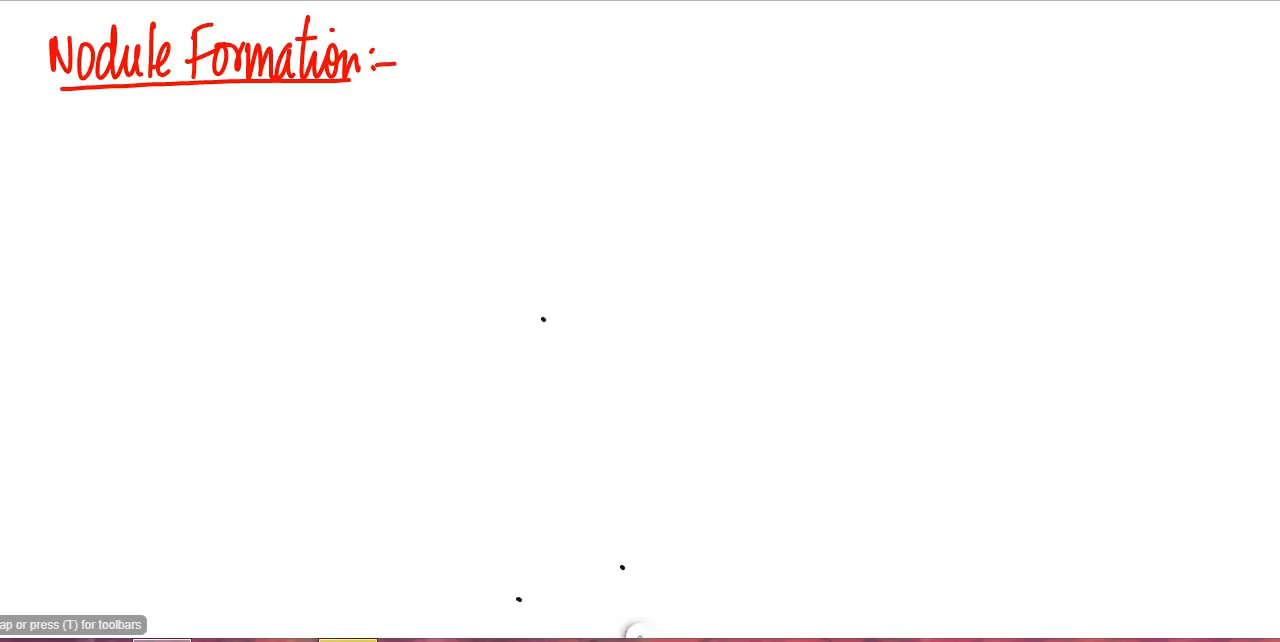 Nodule Formation :-
ap or press (T) for toolbars